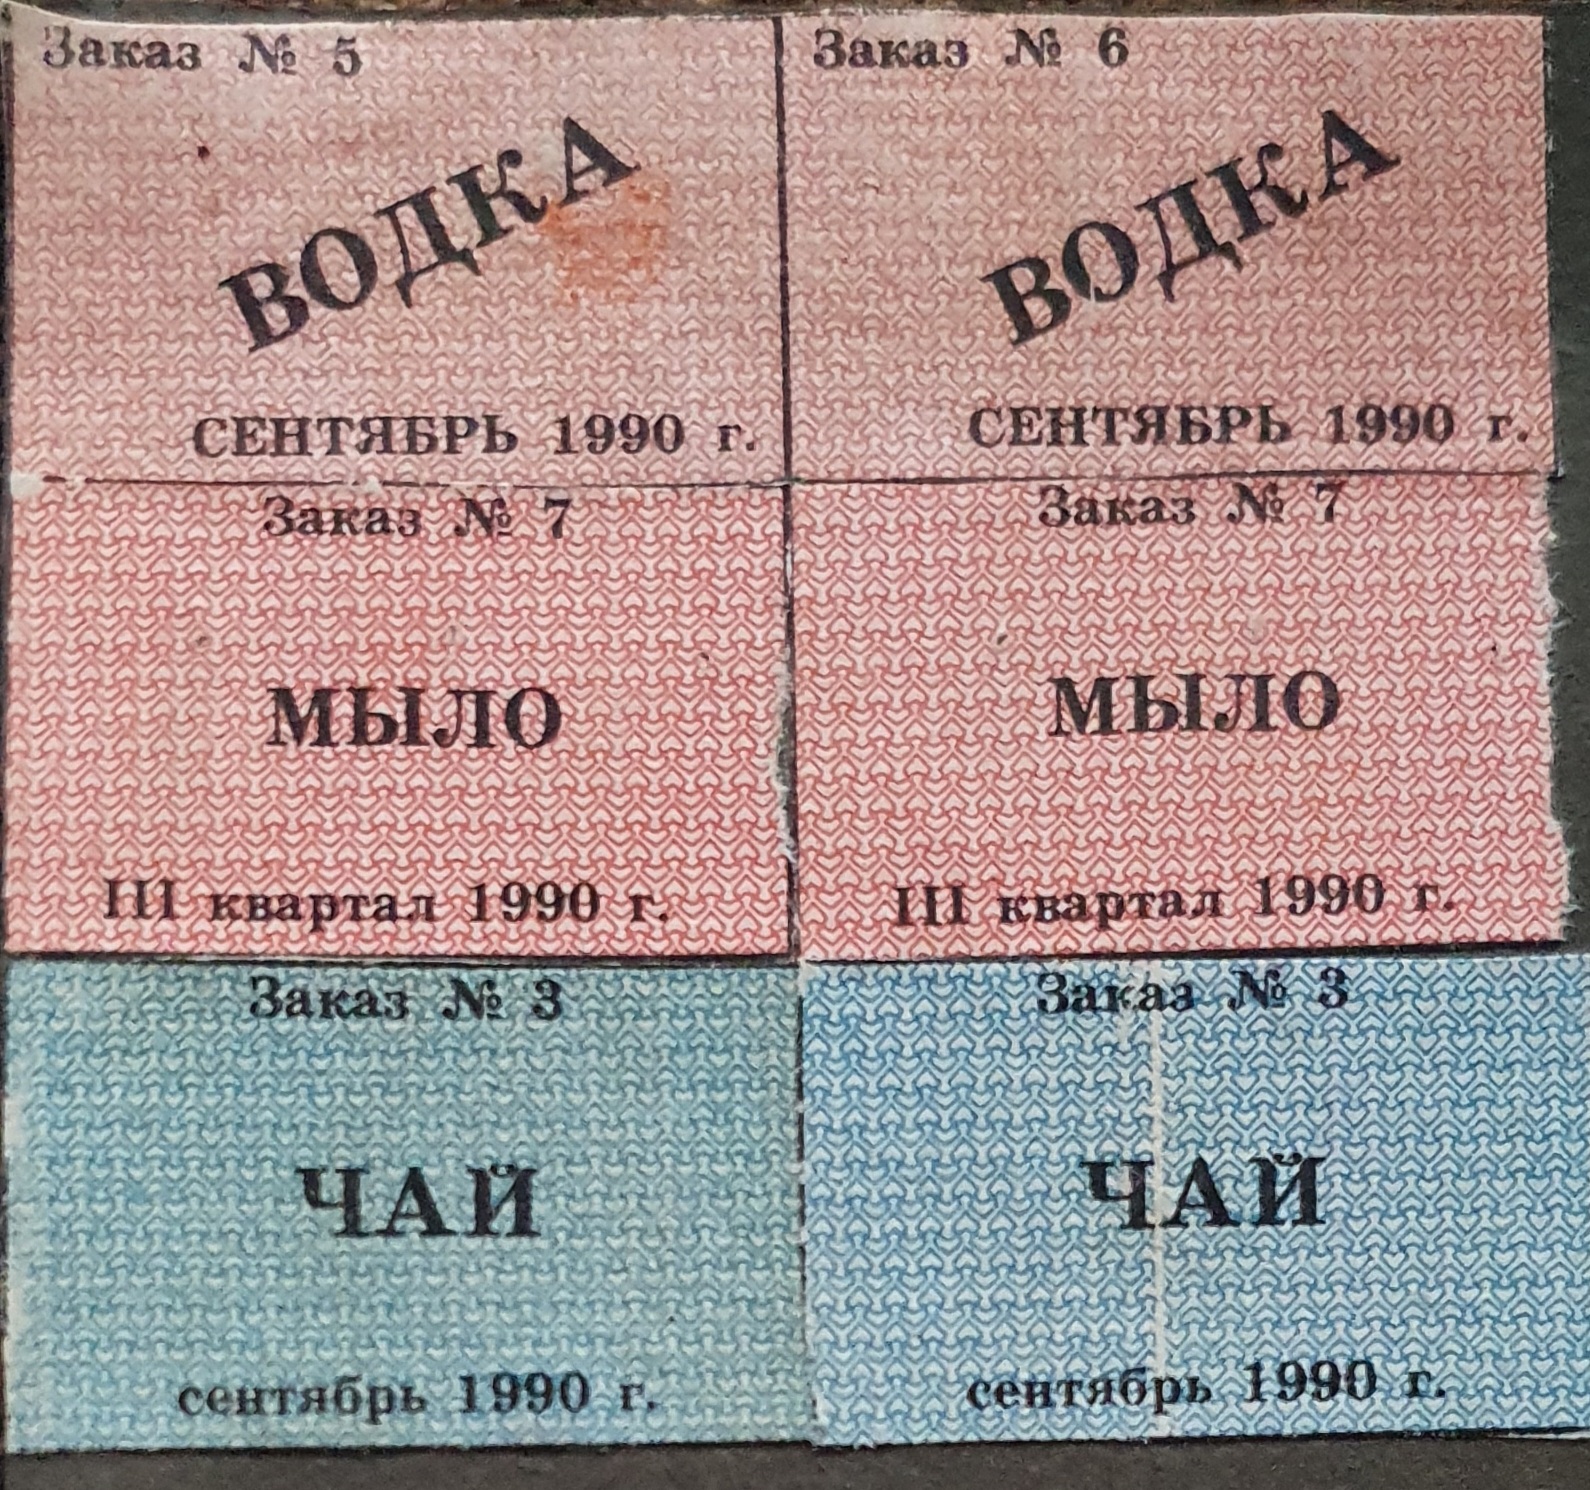 Заказ № 5
ВОДКА
СЕНТЯБРЬ 1990 г.
Заказ № 6
ВОДКА
СЕНТЯБРЬ 1990 г.
Заказ № 7
МЫЛО
III квартал 1990 г.
Заказ № 7
МЫЛО
III квартал 1990 г.
Заказ № 3
ЧАЙ
сентябрь 1990 г.
Заказ № 3
ЧАЙ
сентябрь 1990 г.